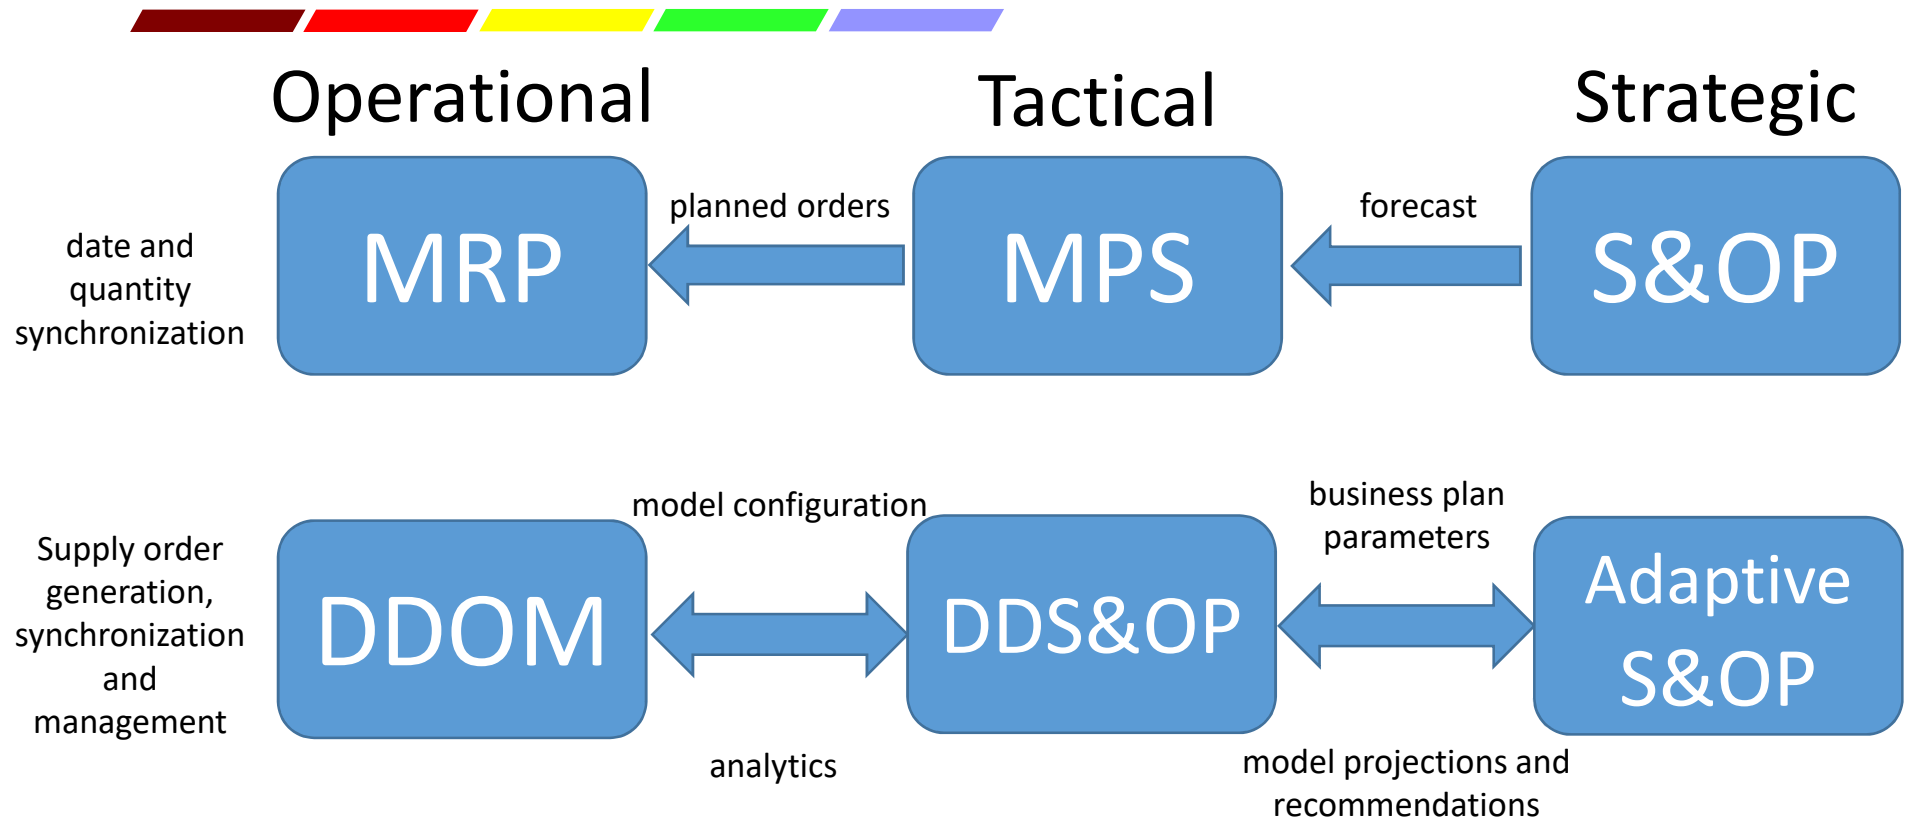 Operational
Tactical
Strategic
date and
quantity
synchronization
MRP
planned orders
MPS
forecast
S&OP
Supply order
generation,
synchronization
and
management
DDOM
model configuration
analytics
DDS&OP
business plan
parameters
model projections and
recommendations
Adaptive
S&OP